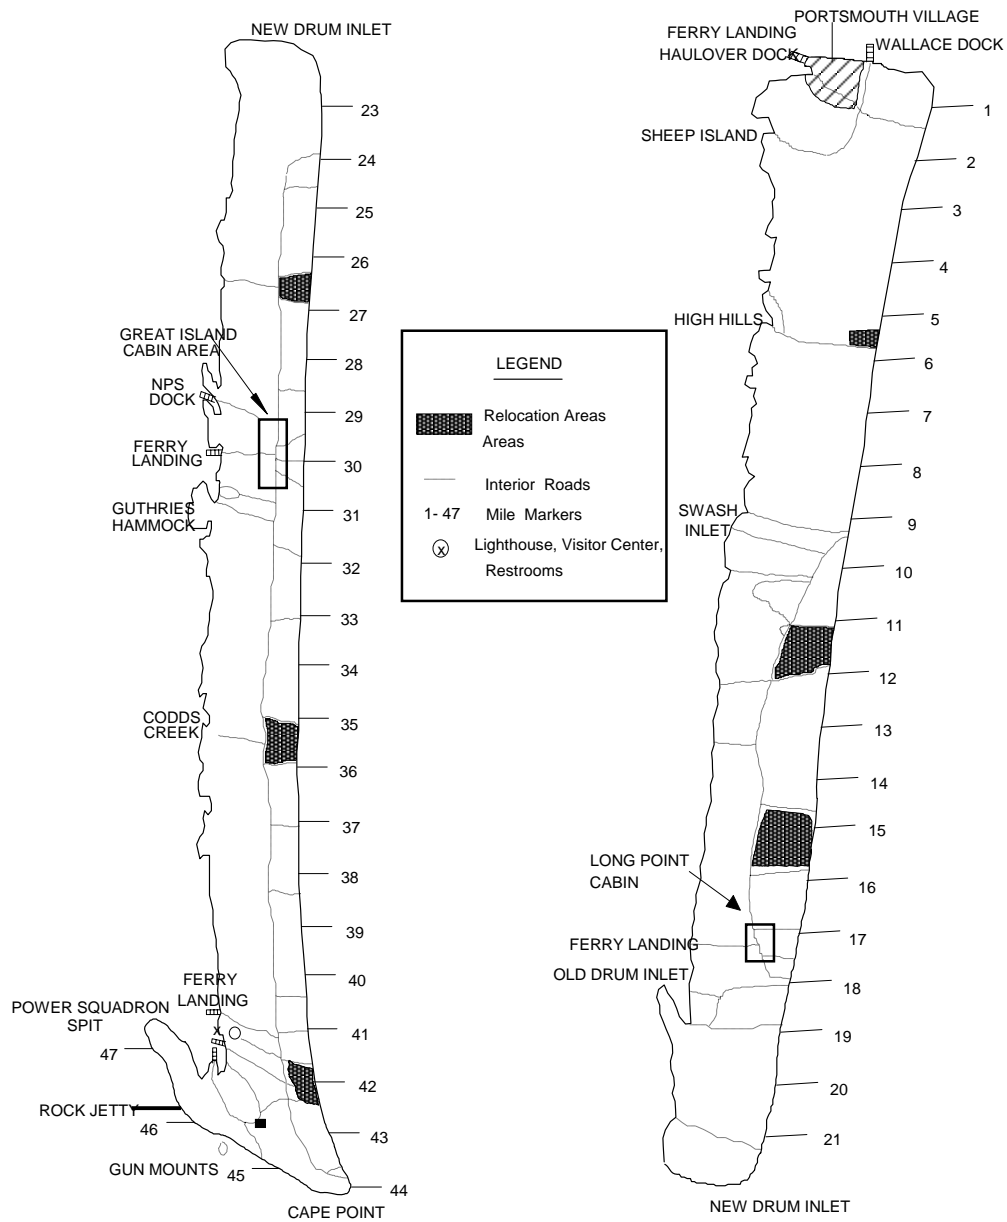 NEW DRUM INLET
23
24
25
26
27
GREAT ISLAND
CABIN AREA
28
NPS
DOCK
29
FERRY
LANDING
30
GUTHRIES
HAMMOCK
31
32
33
34
CODDS
CREEK
35
36
37
38
39
40
FERRY
LANDING
POWER SQUADRON
SPIT
X
41
47
42
ROCK JETTY
46
43
GUN MOUNTS
45
44
CAPE POINT
LEGEND
Relocation Areas
Areas
Interior Roads
1- 47 Mile Markers
X Lighthouse, Visitor Center,
Restrooms
PORTSMOUTH VILLAGE
FERRY LANDING
HAULOVER DOCK
WALLACE DOCK
1
SHEEP ISLAND
2
3
4
HIGH HILLS
5
6
7
8
SWASH
INLET
9
10
11
12
13
14
15
LONG POINT
CABIN
16
17
FERRY LANDING
OLD DRUM INLET
18
19
20
21
NEW DRUM INLET